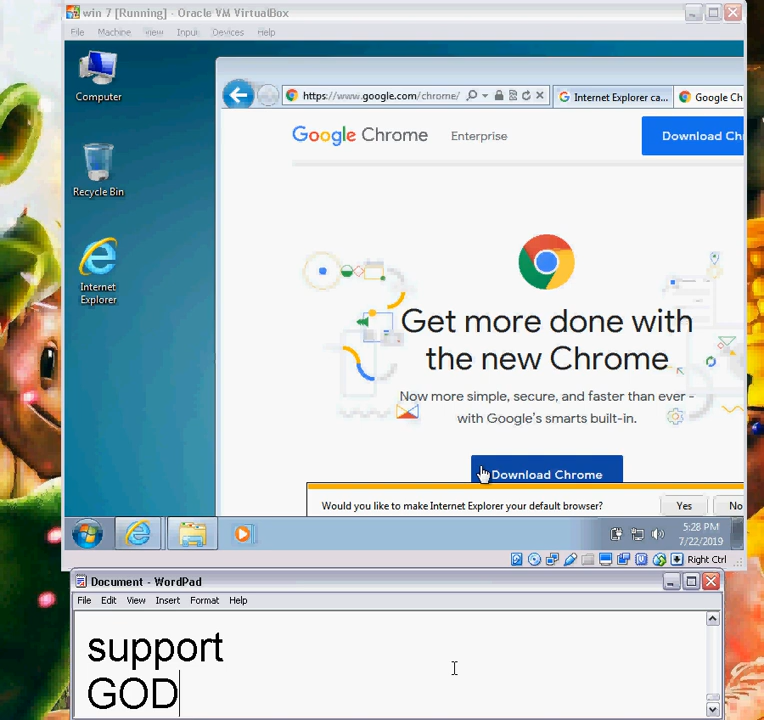 win 7 [Running] - Oracle VM VirtualBox
File Machine View Input Devices Help
Computer
Recycle Bin
Internet Explorer
https://www.google.com/chrome/
Internet Explorer ca...
Google Ch
Google Chrome
Enterprise
Download Ch
Get more done with
the new Chrome
Now more simple, secure, and faster than ever -
with Google's smarts built-in.
Download Chrome
Would you like to make Internet Explorer your default browser?
Yes
No
5:28 PM
7/22/2019
Right Ctrl
Document - WordPad
File Edit View Insert Format Help
support
GOD